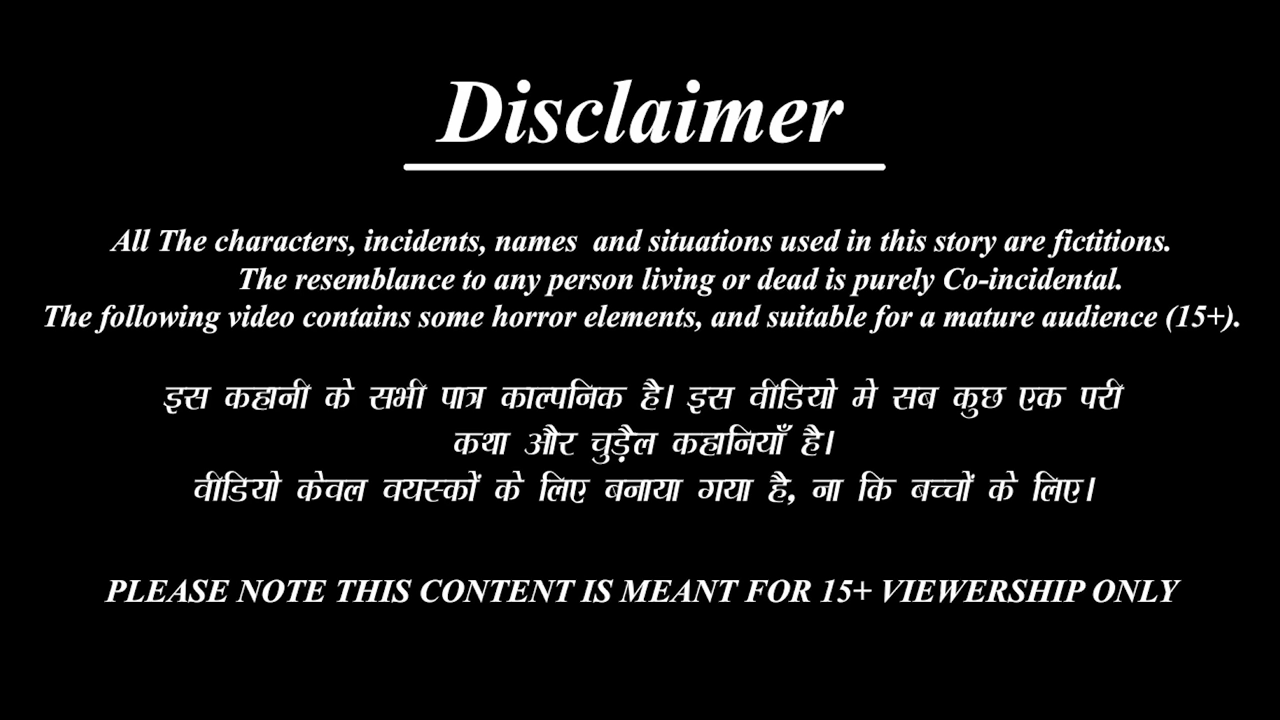 Disclaimer
All The characters, incidents, names and situations used in this story are fictitions.
The resemblance to any person living or dead is purely Co-incidental.
The following video contains some horror elements, and suitable for a mature audience (15+).
इस कहानी के सभी पात्र काल्पनिक है। इस वीडियो मे सब कुछ एक परी
कथा और चुड़ैल कहानियाँ है।
वीडियो केवल वयस्कों के लिए बनाया गया है, ना कि बच्चों के लिए।
PLEASE NOTE THIS CONTENT IS MEANT FOR 15+ VIEWERSHIP ONLY